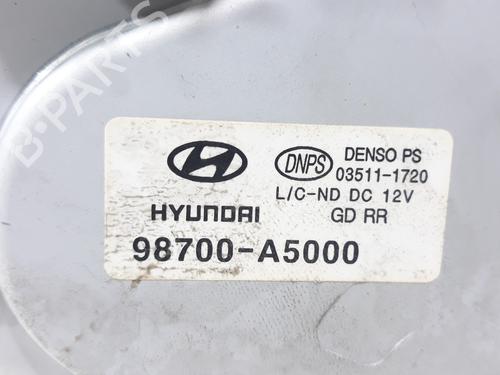 B-PARTS
DNPS
DENSO PS
03511-1720
L/C-ND DC 12V
HYUNDAI
GD RR
98700-A5000